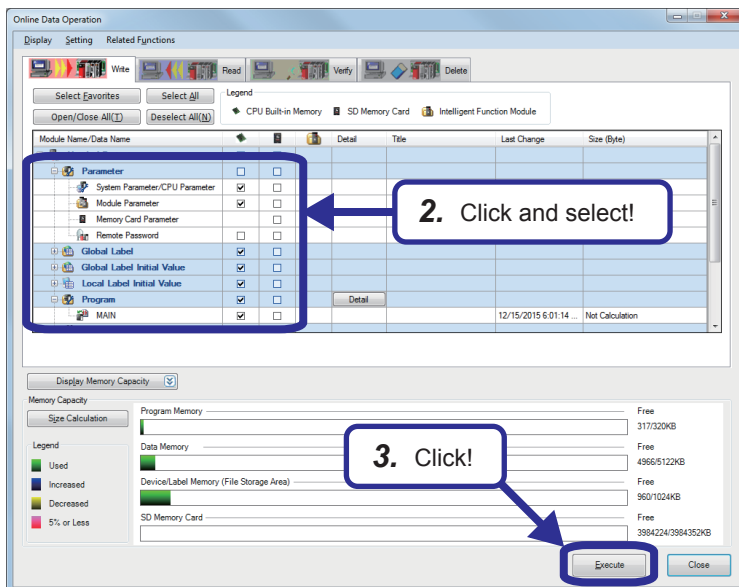 Online Data Operation
Display Setting Related Functions
Write Read Verify Delete
Select Favorites Select All Legend
CPU Built-in Memory SD Memory Card Intelligent Function Module
Open/Close All(T) Deselect All(N)
Module Name/Data Name Detail Title Last Change Size (Byte)
Parameter
System Parameter/CPU Parameter
Module Parameter
Memory Card Parameter
Remote Password
Global Label
Global Label Initial Value
Local Label Initial Value
Program Detail
MAIN 12/15/2015 6:01:14 ... Not Calculation
2. Click and select!
Display Memory Capacity
Memory Capacity
Size Calculation
Program Memory Free
317/320KB
Legend
Used
Increased
Decreased
5% or Less
Data Memory Free
4966/5122KB
Device/Label Memory (File Storage Area) Free
960/1024KB
SD Memory Card Free
3984224/3984352KB
3. Click!
Execute Close